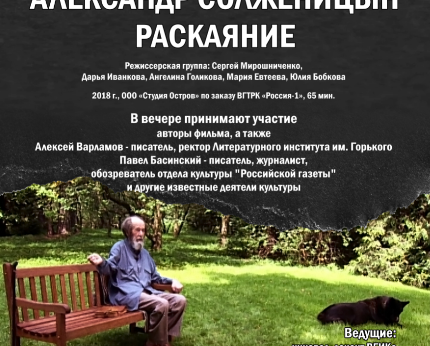 АЛЕКСАНДР СОЛЖЕНИЦЫН
РАСКАЯНИЕ
Режиссерская группа: Сергей Мирошниченко,
Дарья Иванкова, Ангелина Голикова, Мария Евтеева, Юлия Бобкова
2018 г., ООО «Студия Остров» по заказу ВГТРК «Россия-1», 65 мин.
В вечере принимают участие
авторы фильма, а также
Алексей Варламов - писатель, ректор Литературного института им. Горького
Павел Басинский - писатель, журналист,
обозреватель отдела культуры "Российской газеты"
и другие известные деятели культуры
Ведущие: